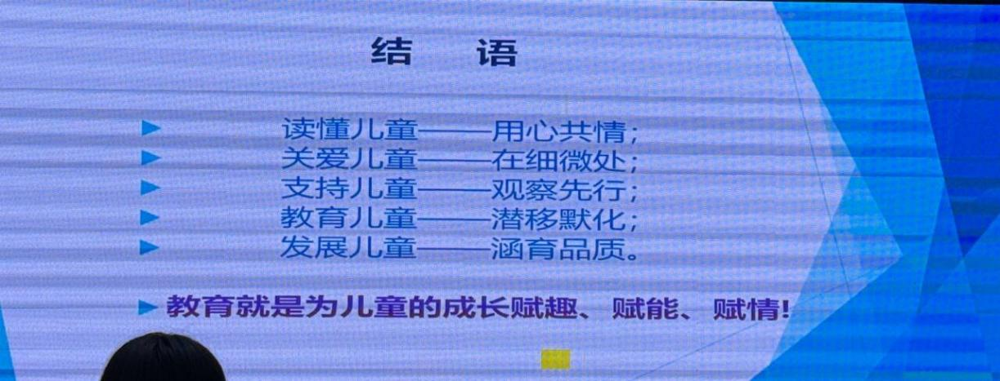 结 语
读懂儿童——用心共情；
关爱儿童——在细微处；
支持儿童——观察先行；
教育儿童——潜移默化；
发展儿童——涵育品质。
教育就是为儿童的成长赋趣、赋能、赋情!